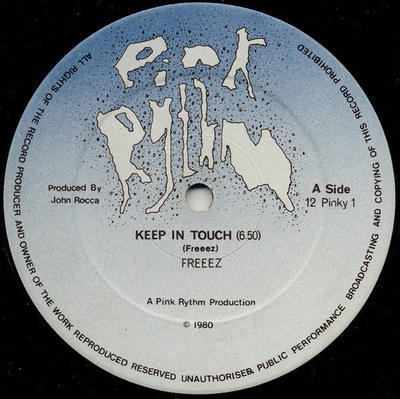 Pink
Rythm
Produced By
John Rocca
A Side
12 Pinky 1
KEEP IN TOUCH (6.50)
(Freeez)
FREEEZ
A Pink Rythm Production
© 1980
ALL RIGHTS OF THE RECORD PRODUCER AND OWNER OF THE WORK REPRODUCED RESERVED UNAUTHORISED PUBLIC PERFORMANCE BROADCASTING AND COPYING OF THIS RECORD PROHIBITED